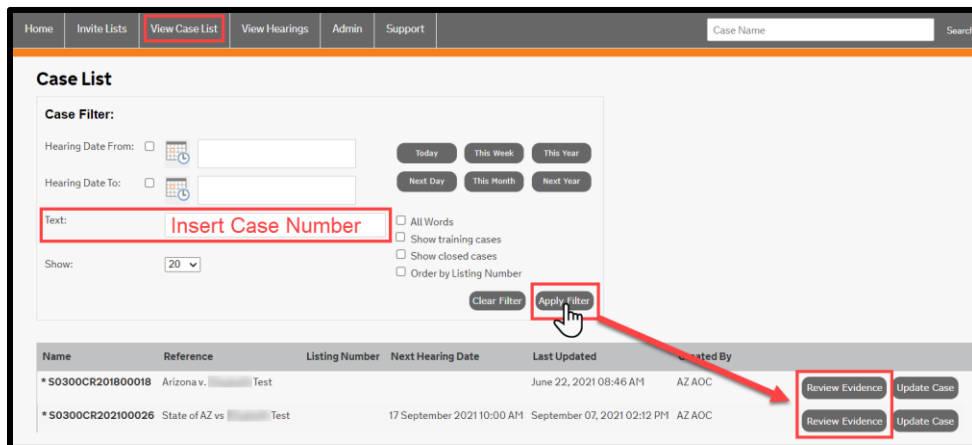 Home Invite Lists View Case List View Hearings Admin Support Case Name Search
Case List
Case Filter:
Hearing Date From:
Today This Week This Year
Hearing Date To:
Next Day This Month Next Year
Text: Insert Case Number
All Words
Show training cases
Show closed cases
Show: 20
Order by Listing Number
Clear Filter Apply Filter
Name Reference Listing Number Next Hearing Date Last Updated Created By
* S0300CR201800018 Arizona v. Test June 22, 2021 08:46 AM AZ AOC Review Evidence Update Case
* S0300CR202100026 State of AZ vs Test 17 September 2021 10:00 AM September 07, 2021 02:12 PM AZ AOC Review Evidence Update Case